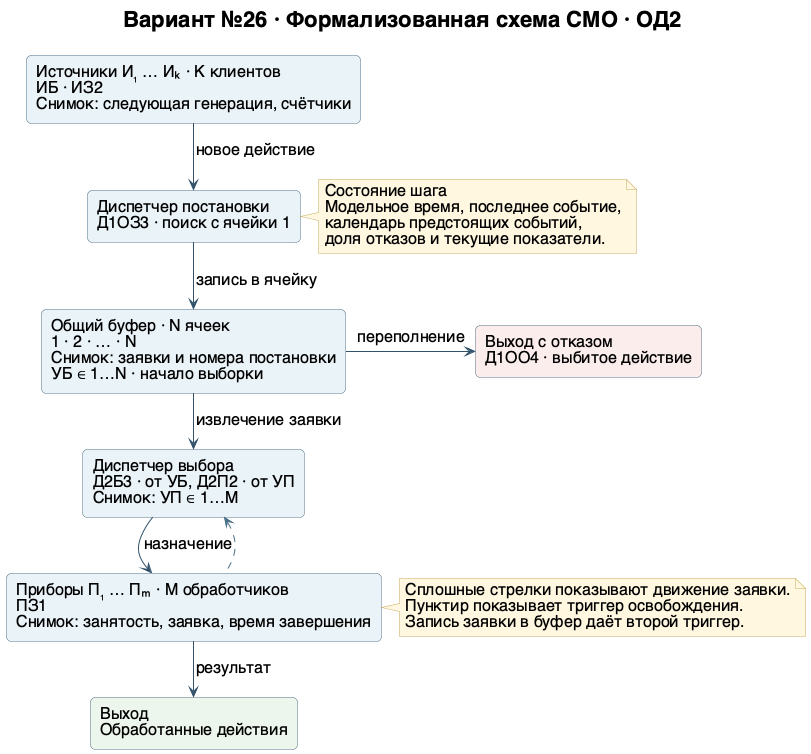 Вариант №26 · Формализованная схема СМО · ОД2
Источники И₁ … Иₖ · K клиентов
ИБ · ИЗ2
Снимок: следующая генерация, счётчики
новое действие
Диспетчер постановки
Д1ОЗ3 · поиск с ячейки 1
Состояние шага
Модельное время, последнее событие,
календарь предстоящих событий,
доля отказов и текущие показатели.
запись в ячейку
Общий буфер · N ячеек
1 · 2 · … · N
Снимок: заявки и номера постановки
УБ ∈ 1…N · начало выборки
переполнение
Выход с отказом
Д1ОО4 · выбитое действие
извлечение заявки
Диспетчер выбора
Д2Б3 · от УБ, Д2П2 · от УП
Снимок: УП ∈ 1…M
назначение
Приборы П₁ … Пₘ · M обработчиков
ПЗ1
Снимок: занятость, заявка, время завершения
Сплошные стрелки показывают движение заявки.
Пунктир показывает триггер освобождения.
Запись заявки в буфер даёт второй триггер.
результат
Выход
Обработанные действия